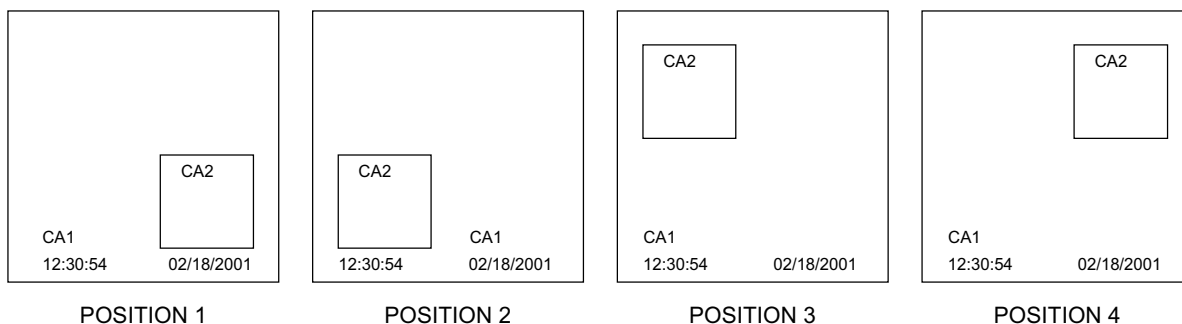 CA2
CA1
12:30:54 02/18/2001
POSITION 1
CA2
CA1
12:30:54 02/18/2001
POSITION 2
CA2
CA1
12:30:54 02/18/2001
POSITION 3
CA2
CA1
12:30:54 02/18/2001
POSITION 4